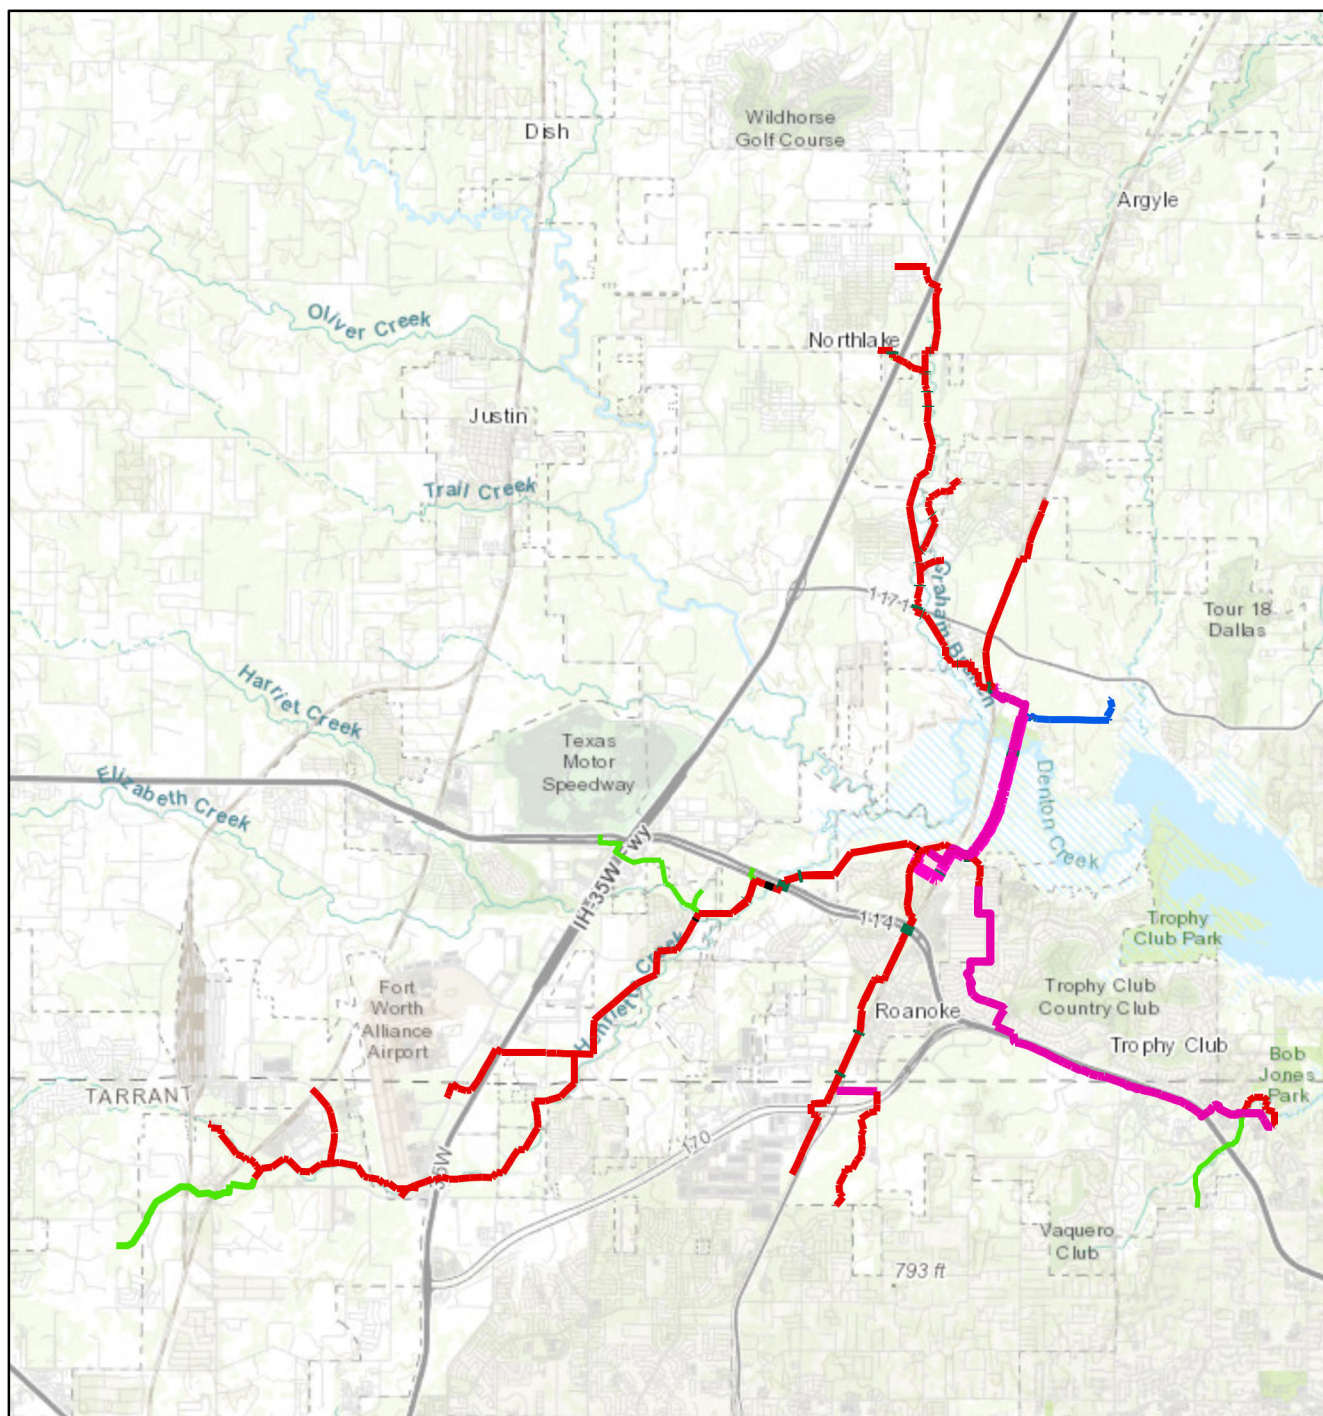 Wildhorse
Golf Course
Dish
Argyle
Oliver Creek
Northlake
Justin
Trail Creek
1171
Graham Branch
Tour 18
Dallas
Harriet Creek
Texas
Motor
Speedway
Elizabeth Creek
Denton Creek
IH-35W Fwy
114
Trophy
Club Park
Fort
Worth
Alliance
Airport
Trophy Club
Country Club
Roanoke
Creek
Trophy Club
Bob
Jones
Park
TARRANT
170
35W
Vaquero
Club
793 ft